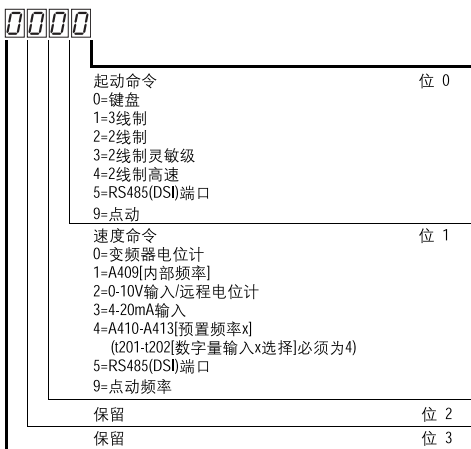 0000
起动命令 位 0
0=键盘
1=3线制
2=2线制
3=2线制灵敏级
4=2线制高速
5=RS485(DSI)端口
9=点动
速度命令 位 1
0=变频器电位计
1=A409[内部频率]
2=0-10V输入/远程电位计
3=4-20mA输入
4=A410-A413[预置频率x]
(t201-t202[数字量输入x选择]必须为4)
5=RS485(DSI)端口
9=点动频率
保留 位 2
保留 位 3